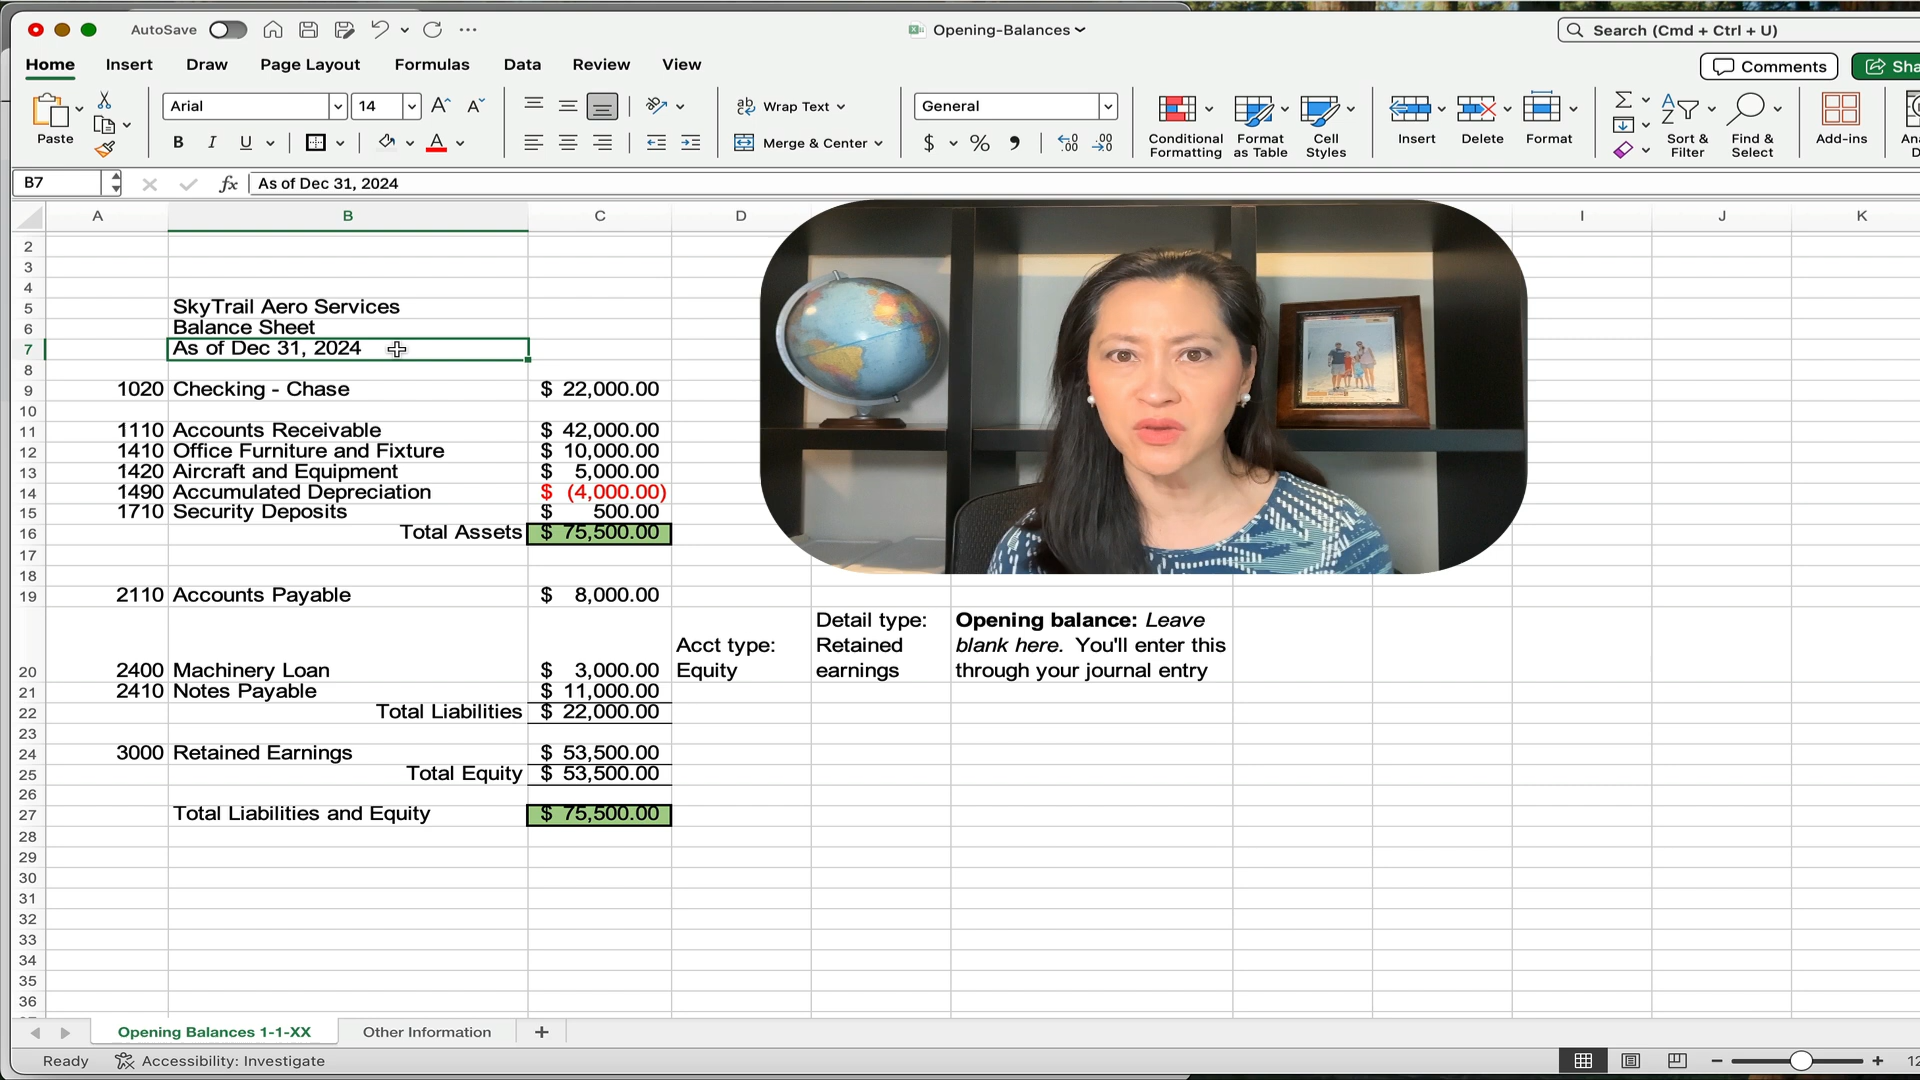 AutoSave
Opening-Balances
Search (Cmd + Ctrl + U)
Home Insert Draw Page Layout Formulas Data Review View
Comments
Paste
Arial 14
B I U
Wrap Text
Merge & Center
General
Conditional Formatting
Format as Table
Cell Styles
Insert
Delete
Format
Sort & Filter
Find & Select
Add-ins
B7 fx As of Dec 31, 2024
A B C D I J K
2
3
4
5 SkyTrail Aero Services
6 Balance Sheet
7 As of Dec 31, 2024
8
9 1020 Checking - Chase $ 22,000.00
10
11 1110 Accounts Receivable $ 42,000.00
12 1410 Office Furniture and Fixture $ 10,000.00
13 1420 Aircraft and Equipment $ 5,000.00
14 1490 Accumulated Depreciation $ (4,000.00)
15 1710 Security Deposits $ 500.00
16 Total Assets $ 75,500.00
17
18
19 2110 Accounts Payable $ 8,000.00
Acct type:
Equity
Detail type:
Retained
earnings
Opening balance: Leave
blank here. You'll enter this
through your journal entry
20 2400 Machinery Loan $ 3,000.00
21 2410 Notes Payable $ 11,000.00
22 Total Liabilities $ 22,000.00
23
24 3000 Retained Earnings $ 53,500.00
25 Total Equity $ 53,500.00
26
27 Total Liabilities and Equity $ 75,500.00
28
29
30
31
32
33
34
35
36
Opening Balances 1-1-XX Other Information
Ready Accessibility: Investigate